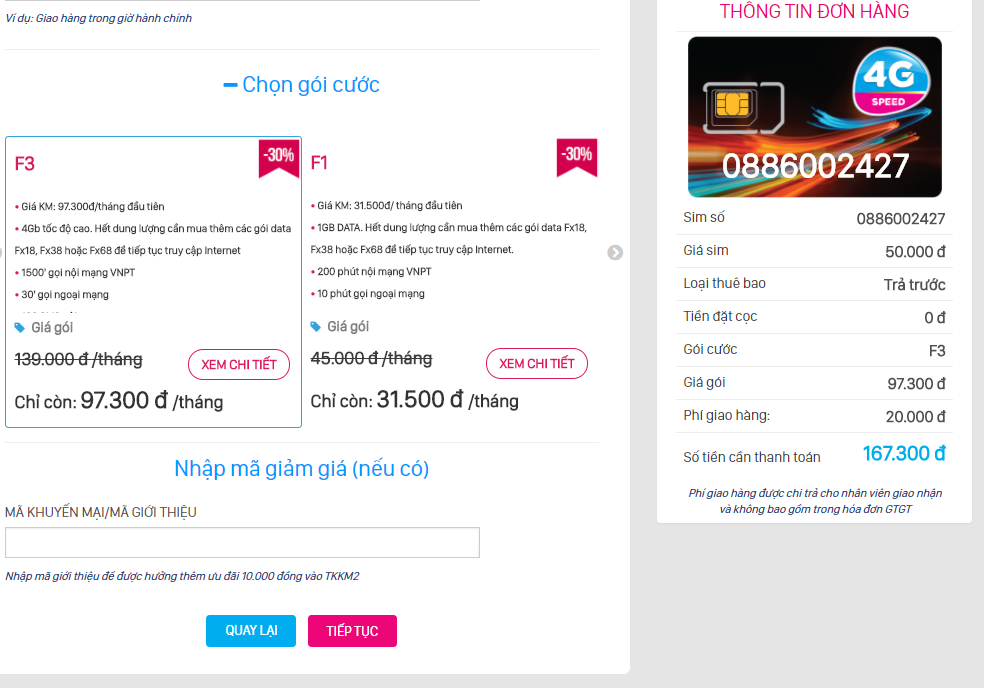 Ví dụ: Giao hàng trong giờ hành chính
Chọn gói cước
F3
-30%
• Giá KM: 97.300đ/tháng đầu tiên
• 4Gb tốc độ cao. Hết dung lượng cần mua thêm các gói data
Fx18, Fx38 hoặc Fx68 để tiếp tục truy cập Internet
• 1500' gọi nội mạng VNPT
• 30' gọi ngoại mạng
Giá gói
139.000 đ /tháng
XEM CHI TIẾT
Chỉ còn: 97.300 đ /tháng
F1
-30%
• Giá KM: 31.500đ/ tháng đầu tiên
• 1GB DATA. Hết dung lượng cần mua thêm các gói data Fx18,
Fx38 hoặc Fx68 để tiếp tục truy cập Internet.
• 200 phút nội mạng VNPT
• 10 phút gọi ngoại mạng
Giá gói
45.000 đ /tháng
XEM CHI TIẾT
Chỉ còn: 31.500 đ /tháng
Nhập mã giảm giá (nếu có)
MÃ KHUYẾN MẠI/MÃ GIỚI THIỆU
Nhập mã giới thiệu để được hưởng thêm ưu đãi 10.000 đồng vào TKKM2
QUAY LẠI
TIẾP TỤC
THÔNG TIN ĐƠN HÀNG
4G
SPEED
0886002427
Sim số 0886002427
Giá sim 50.000 đ
Loại thuê bao Trả trước
Tiền đặt cọc 0 đ
Gói cước F3
Giá gói 97.300 đ
Phí giao hàng: 20.000 đ
Số tiền cần thanh toán 167.300 đ
Phí giao hàng được chi trả cho nhân viên giao nhận
và không bao gồm trong hóa đơn GTGT